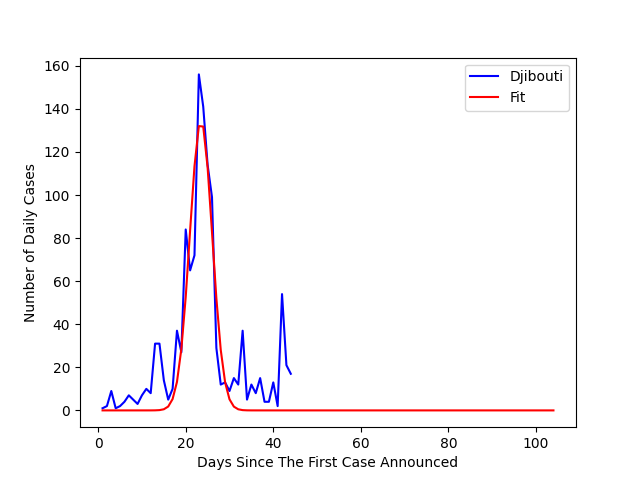 Djibouti
Fit
160
140
120
100
80
60
40
20
0
Number of Daily Cases
0 20 40 60 80 100
Days Since The First Case Announced